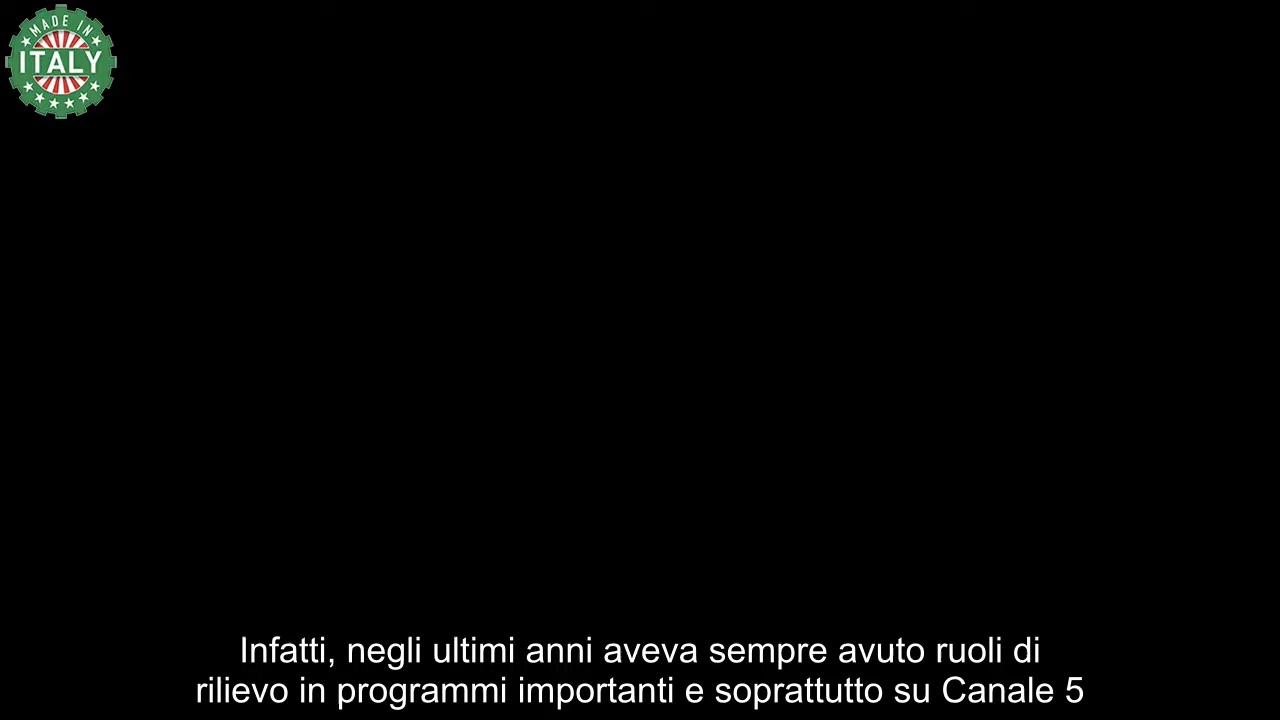 MADE IN
ITALY
Infatti, negli ultimi anni aveva sempre avuto ruoli di
rilievo in programmi importanti e soprattutto su Canale 5